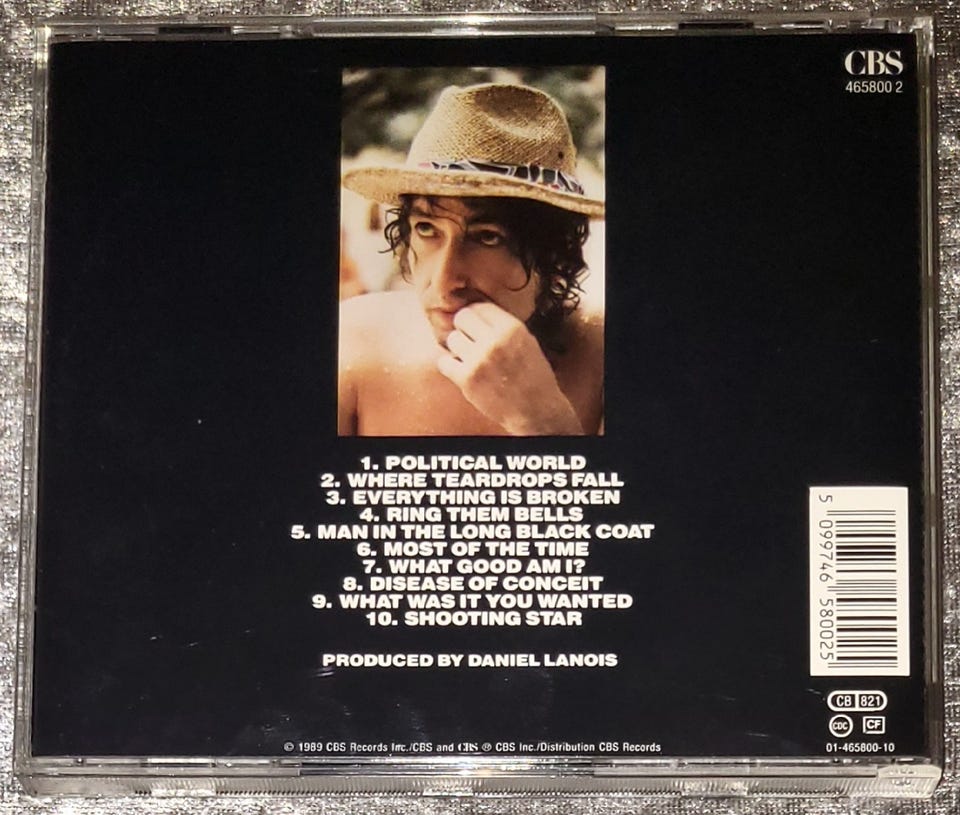 CBS
465800 2
1. POLITICAL WORLD
2. WHERE TEARDROPS FALL
3. EVERYTHING IS BROKEN
4. RING THEM BELLS
5. MAN IN THE LONG BLACK COAT
6. MOST OF THE TIME
7. WHAT GOOD AM I?
8. DISEASE OF CONCEIT
9. WHAT WAS IT YOU WANTED
10. SHOOTING STAR
PRODUCED BY DANIEL LANOIS
5 099746 580025
CB 821
CDC CF
01-465800-10
© 1989 CBS Records Inc./CBS and CBS ® CBS Inc./Distribution CBS Records